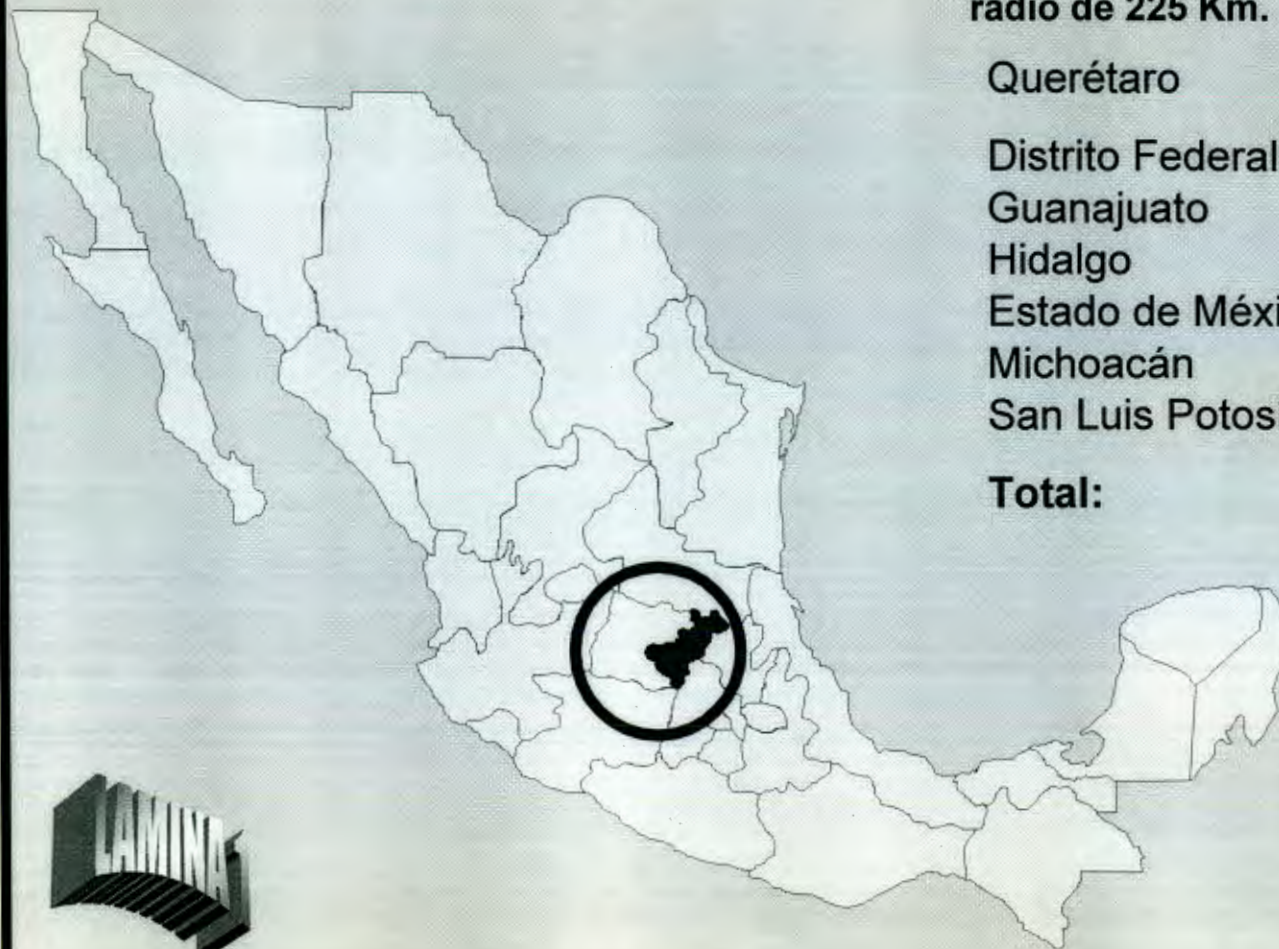 radio de 225 Km.
Querétaro
Distrito Federal
Guanajuato
Hidalgo
Estado de Méxi
Michoacán
San Luis Potos
Total:
LAMINA